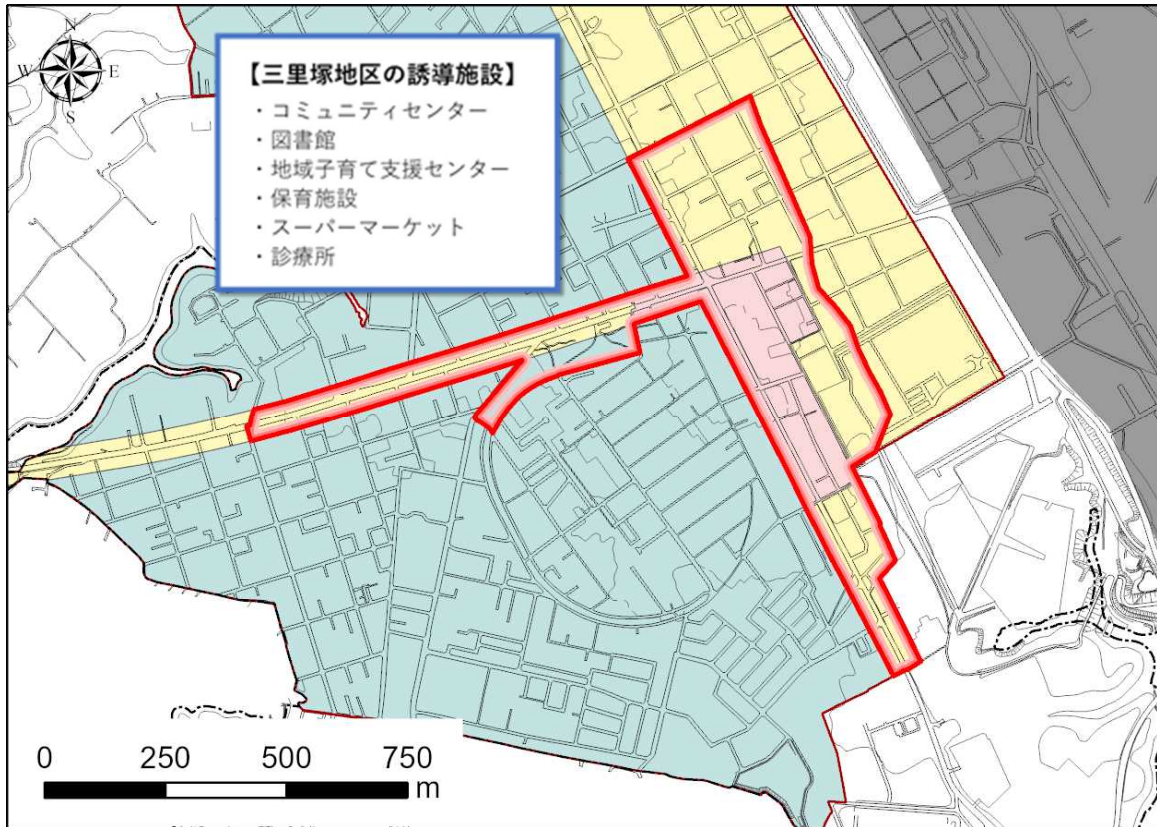 N
W
E
S
【三里塚地区の誘導施設】
・コミュニティセンター
・図書館
・地域子育て支援センター
・保育施設
・スーパーマーケット
・診療所
0 250 500 750
m